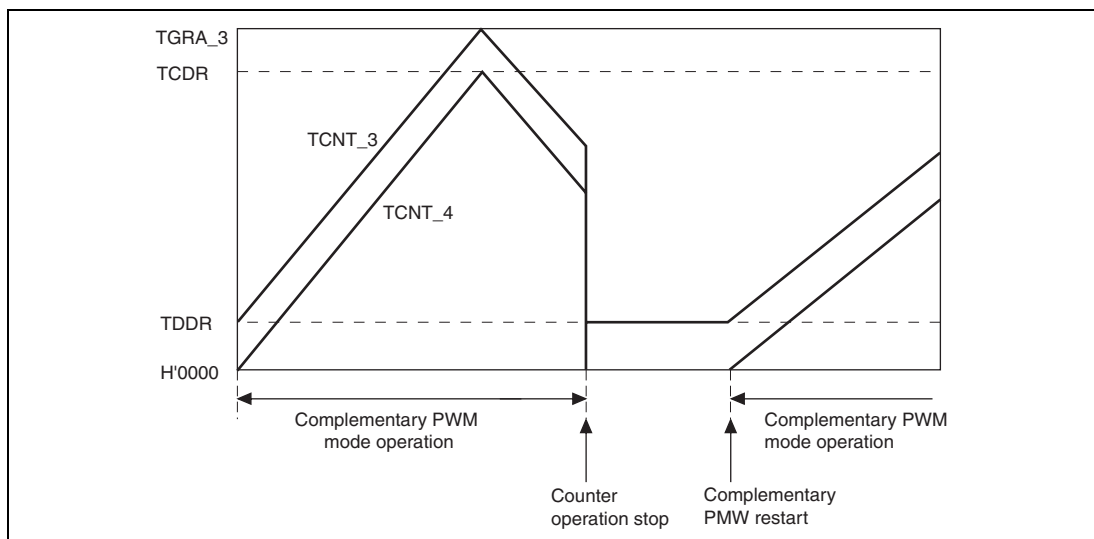 TGRA_3
TCDR
TCNT_3
TCNT_4
TDDR
H'0000
Complementary PWM
mode operation
Complementary PWM
mode operation
Counter
operation stop
Complementary
PMW restart